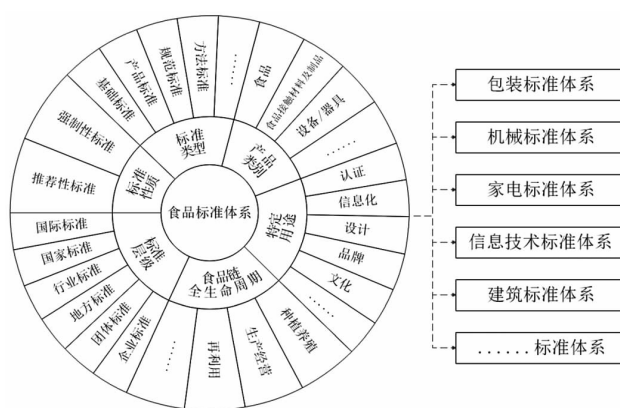 食品标准体系
标准
类型
产品
类别
特定
用途
食品链
全生命周期
标准
层级
标准
性质
基础标准
产品标准
规范标准
方法标准
……
食品
食品接触材料及制品
设备/器具
……
认证
信息化
设计
品牌
文化
……
种植养殖
生产经营
再利用
……
企业标准
团体标准
地方标准
行业标准
国家标准
国际标准
推荐性标准
强制性标准
包装标准体系
机械标准体系
家电标准体系
信息技术标准体系
建筑标准体系
......标准体系